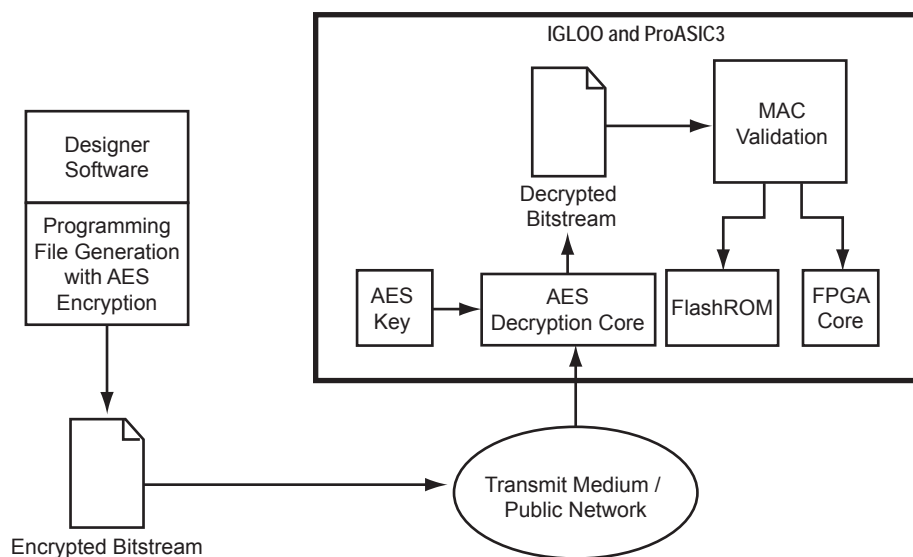 IGLOO and ProASIC3
Designer
Software
Programming
File Generation
with AES
Encryption
Encrypted Bitstream
Transmit Medium /
Public Network
AES
Key
AES
Decryption Core
Decrypted
Bitstream
MAC
Validation
FlashROM
FPGA
Core